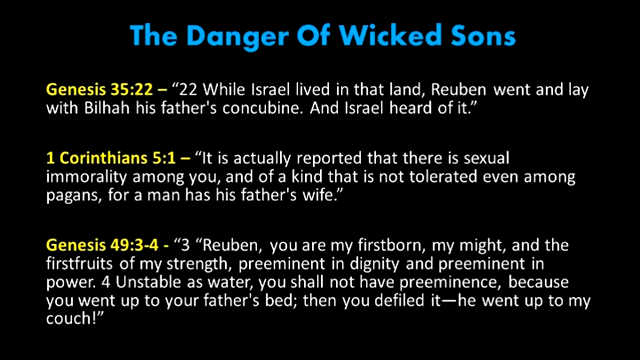 The Danger Of Wicked Sons
Genesis 35:22 – “22 While Israel lived in that land, Reuben went and lay
with Bilhah his father's concubine. And Israel heard of it.”
1 Corinthians 5:1 – “It is actually reported that there is sexual
immorality among you, and of a kind that is not tolerated even among
pagans, for a man has his father's wife.”
Genesis 49:3-4 - “3 “Reuben, you are my firstborn, my might, and the
firstfruits of my strength, preeminent in dignity and preeminent in
power. 4 Unstable as water, you shall not have preeminence, because
you went up to your father's bed; then you defiled it—he went up to my
couch!”